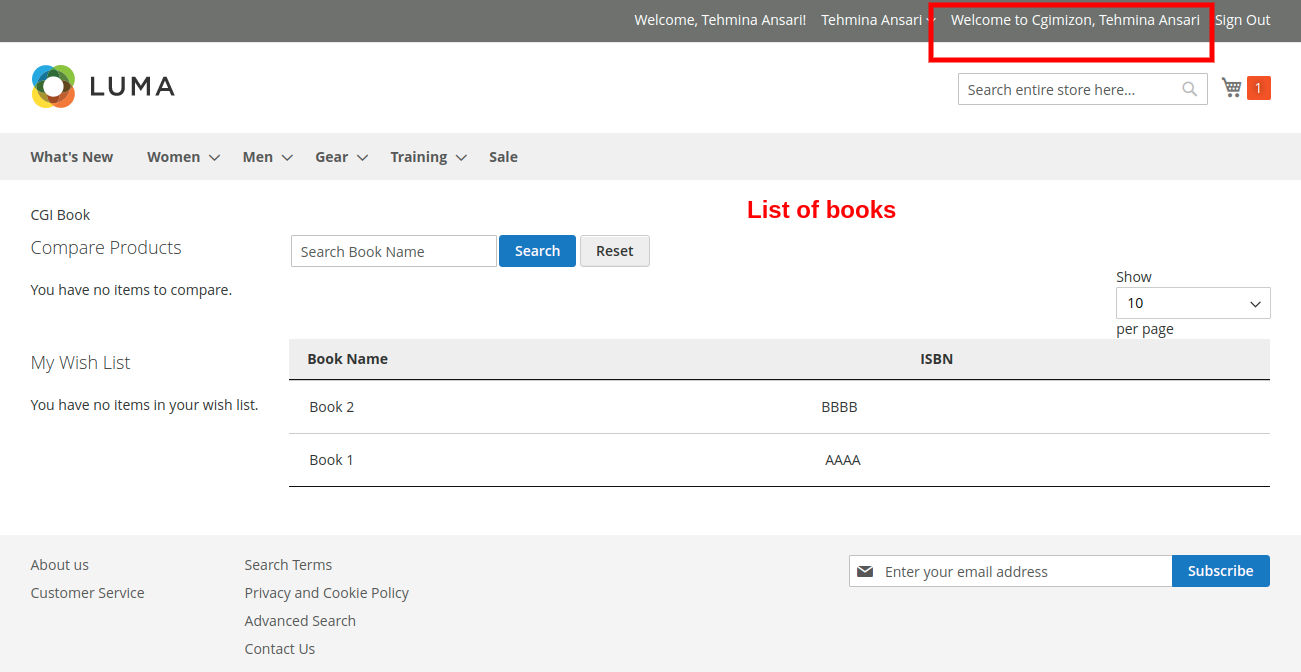 Welcome, Tehmina Ansari! Tehmina Ansari Welcome to Cgimizon, Tehmina Ansari Sign Out
LUMA
Search entire store here... 1
What's New Women Men Gear Training Sale
List of books
CGI Book
Compare Products
Search Book Name Search Reset
You have no items to compare.
Show
10
per page
My Wish List
You have no items in your wish list.
Book Name ISBN
Book 2 BBBB
Book 1 AAAA
About us Search Terms
Enter your email address Subscribe
Customer Service Privacy and Cookie Policy
Advanced Search
Contact Us